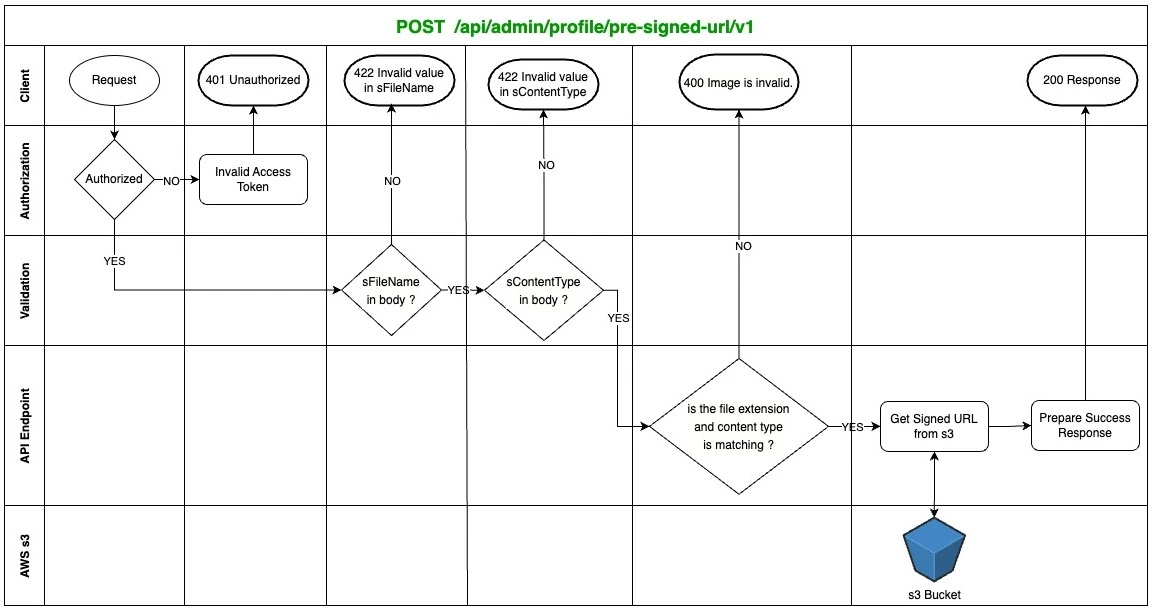 POST /api/admin/profile/pre-signed-url/v1
Client
Request
401 Unauthorized
422 Invalid value
in sFileName
422 Invalid value
in sContentType
400 Image is invalid.
200 Response
Authorization
Authorized
NO
Invalid Access
Token
NO
NO
NO
Validation
YES
sFileName
in body ?
YES
sContentType
in body ?
YES
API Endpoint
is the file extension
and content type
is matching ?
YES
Get Signed URL
from s3
Prepare Success
Response
AWS s3
s3 Bucket